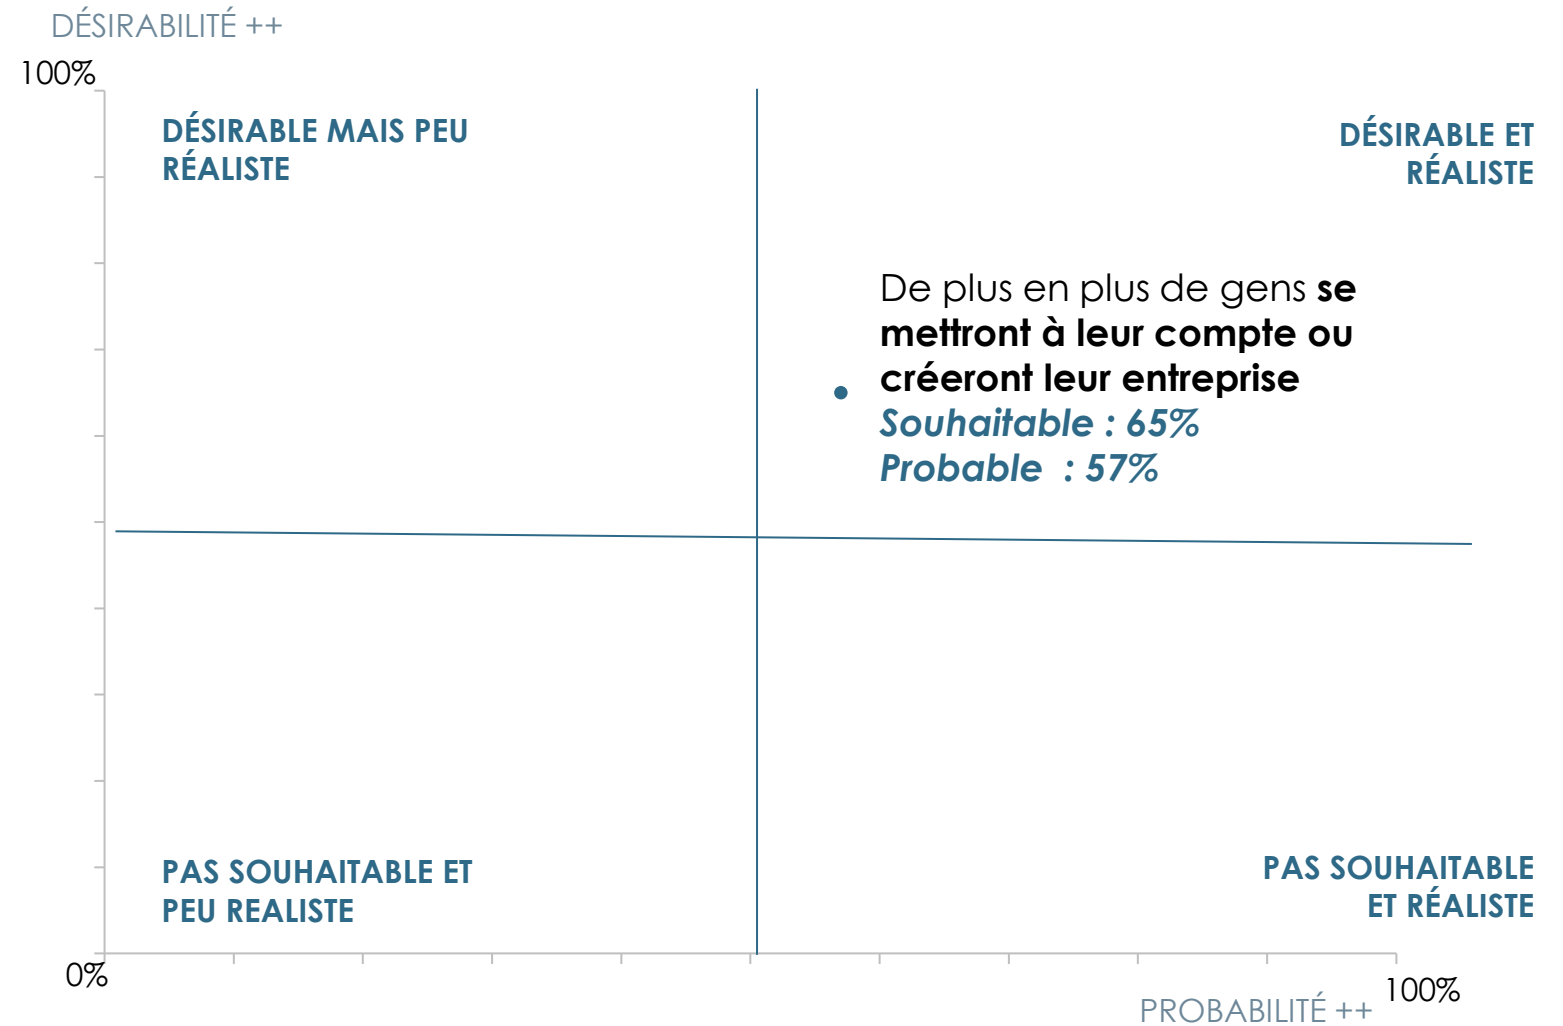 DÉSIRABILITÉ ++
100%
DÉSIRABLE MAIS PEU
RÉALISTE
DÉSIRABLE ET
RÉALISTE
De plus en plus de gens se
mettront à leur compte ou
créeront leur entreprise
Souhaitable : 65%
Probable : 57%
PAS SOUHAITABLE ET
PEU REALISTE
PAS SOUHAITABLE
ET RÉALISTE
0%
100%
PROBABILITÉ ++